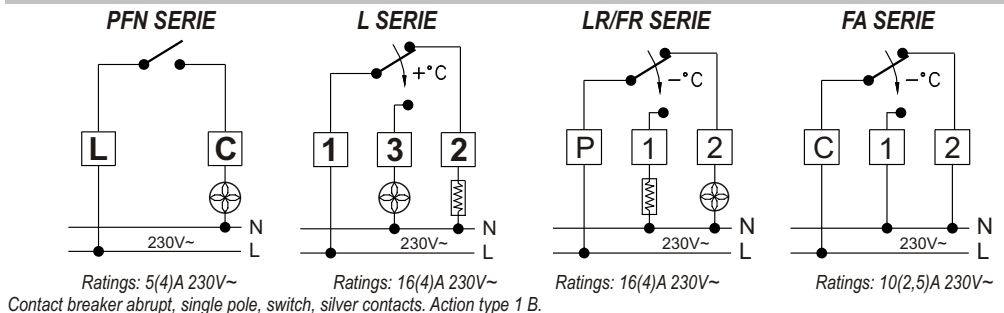 PFN SERIE L SERIE LR/FR SERIE FA SERIE
+°C −°C −°C
L C 1 3 2 P 1 2 C 1 2
N N N N
230V~ 230V~ 230V~ 230V~
L L L L
Ratings: 5(4)A 230V~ Ratings: 16(4)A 230V~ Ratings: 16(4)A 230V~ Ratings: 10(2,5)A 230V~
Contact breaker abrupt, single pole, switch, silver contacts. Action type 1 B.